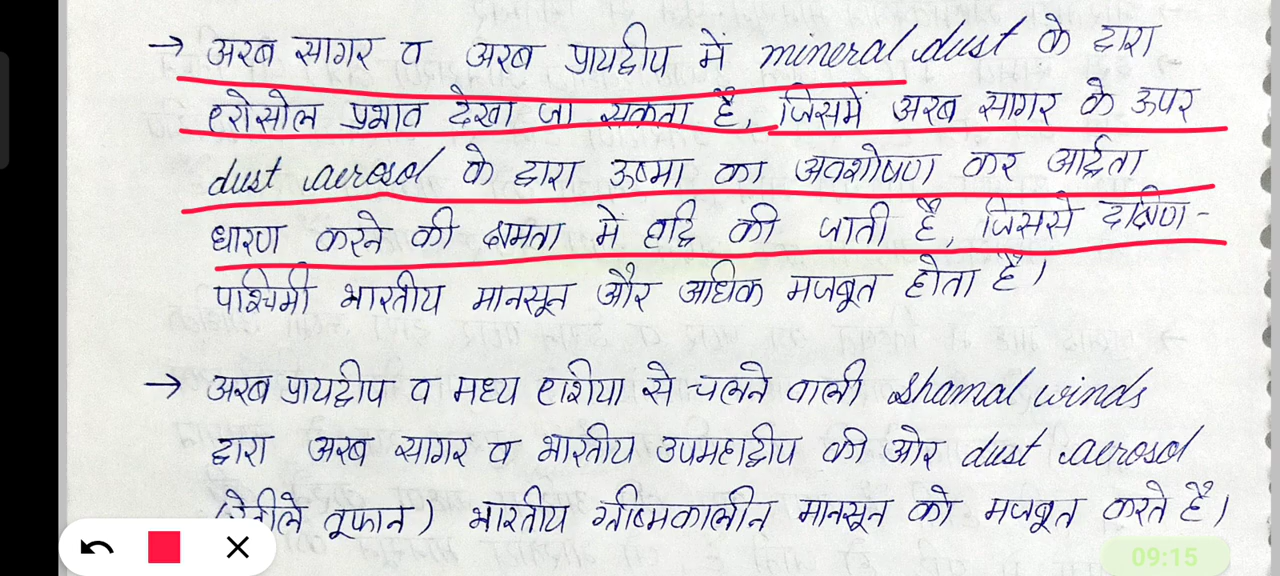 → अरब सागर व अरब प्रायद्वीप में mineral dust के द्वारा
एरोसोल प्रभाव देखा जा सकता है, जिसमें अरब सागर के ऊपर
dust aerosol के द्वारा ऊष्मा का अवशोषण कर आर्द्रता
धारण करने की क्षमता में वृद्धि की जाती है, जिससे दक्षिण-
पश्चिमी भारतीय मानसून और अधिक मजबूत होता है।
→ अरब प्रायद्वीप व मध्य एशिया से चलने वाली shamal winds
द्वारा अरब सागर व भारतीय उपमहाद्वीप की ओर dust aerosol
तूफान) भारतीय ग्रीष्मकालीन मानसून को मजबूत करते है।
09:15